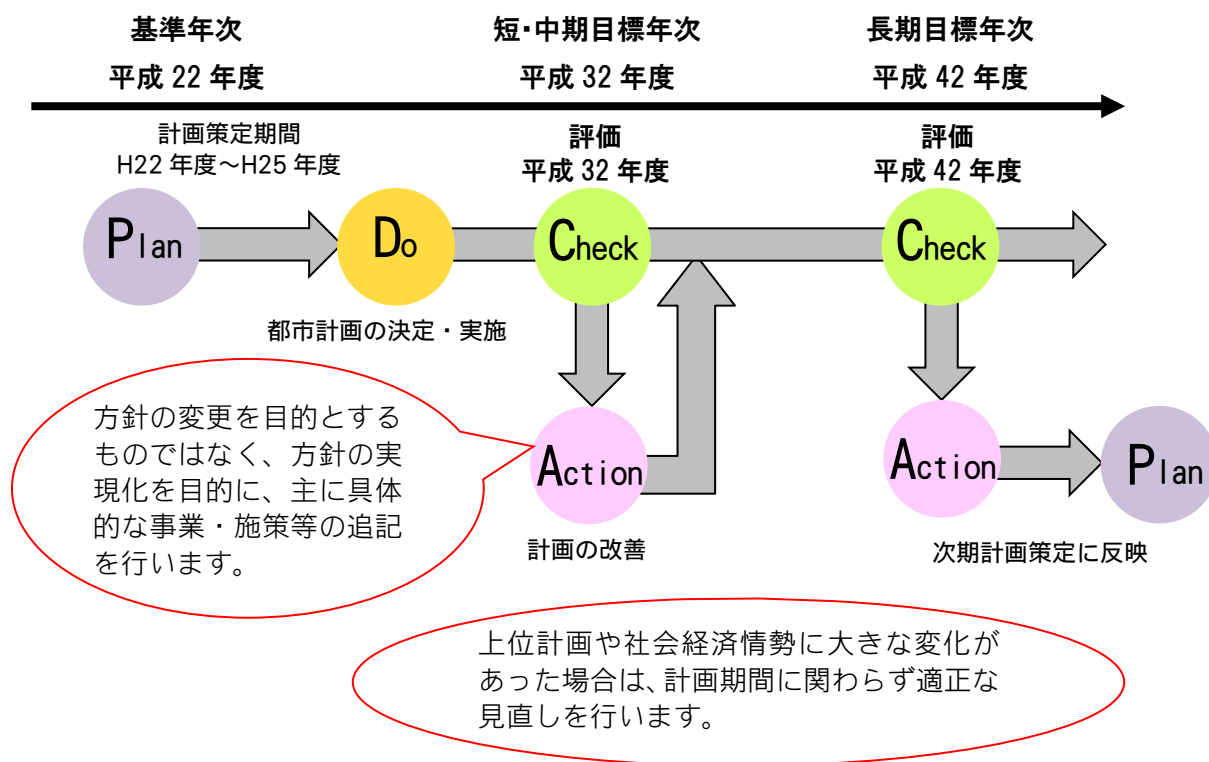 基準年次
平成 22 年度
短・中期目標年次
平成 32 年度
長期目標年次
平成 42 年度
計画策定期間
H22 年度~H25 年度
評価
平成 32 年度
評価
平成 42 年度
Plan
Do
Check
Check
都市計画の決定・実施
方針の変更を目的とする
ものではなく、方針の実
現化を目的に、主に具体
的な事業・施策等の追記
を行います。
Action
計画の改善
Action
Plan
次期計画策定に反映
上位計画や社会経済情勢に大きな変化が
あった場合は、計画期間に関わらず適正な
見直しを行います。